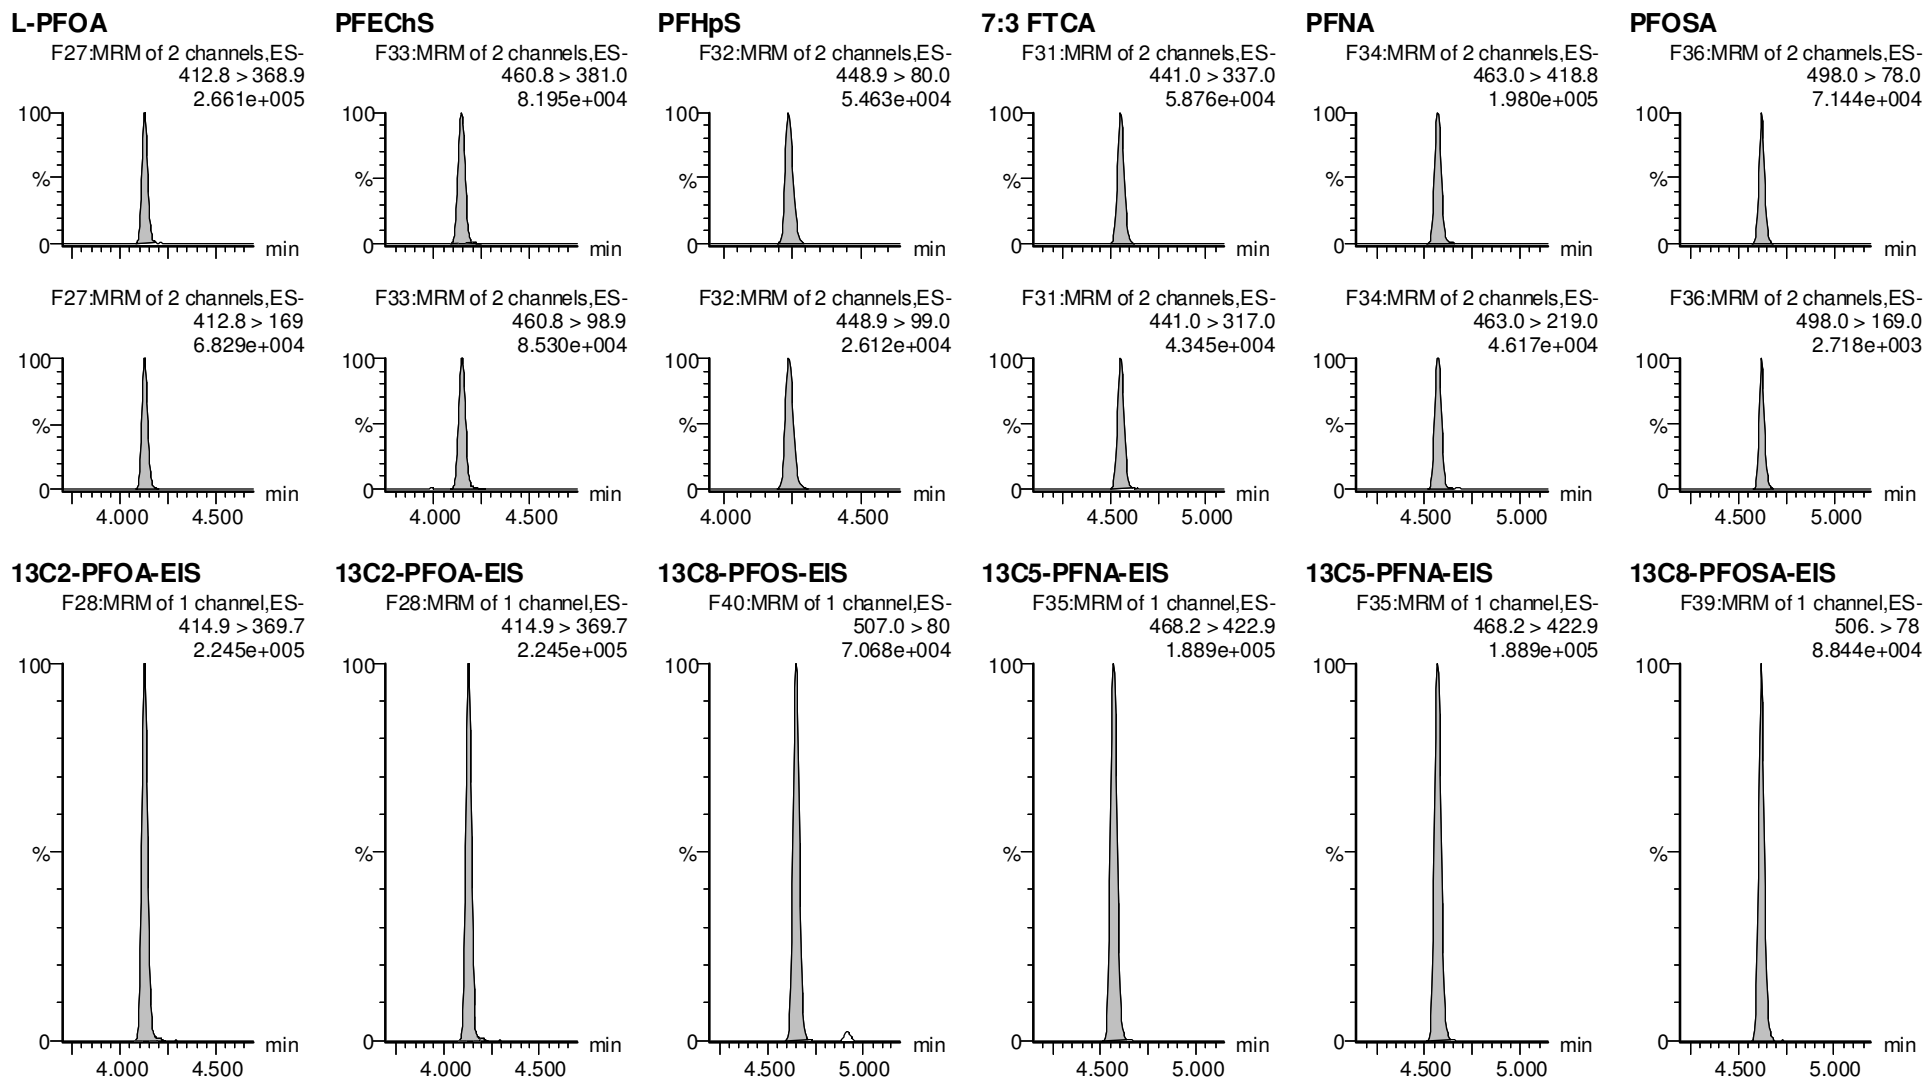 L-PFOA
F27:MRM of 2 channels,ES-
412.8 > 368.9
2.661e+005
100
%
0
min
F27:MRM of 2 channels,ES-
412.8 > 169
6.829e+004
100
%
0
min
4.000 4.500
PFEChS
F33:MRM of 2 channels,ES-
460.8 > 381.0
8.195e+004
100
%
0
min
F33:MRM of 2 channels,ES-
460.8 > 98.9
8.530e+004
100
%
0
min
4.000 4.500
PFHpS
F32:MRM of 2 channels,ES-
448.9 > 80.0
5.463e+004
100
%
0
min
F32:MRM of 2 channels,ES-
448.9 > 99.0
2.612e+004
100
%
0
min
4.000 4.500
7:3 FTCA
F31:MRM of 2 channels,ES-
441.0 > 337.0
5.876e+004
100
%
0
min
F31:MRM of 2 channels,ES-
441.0 > 317.0
4.345e+004
100
%
0
min
4.500 5.000
PFNA
F34:MRM of 2 channels,ES-
463.0 > 418.8
1.980e+005
100
%
0
min
F34:MRM of 2 channels,ES-
463.0 > 219.0
4.617e+004
100
%
0
min
4.500 5.000
PFOSA
F36:MRM of 2 channels,ES-
498.0 > 78.0
7.144e+004
100
%
0
min
F36:MRM of 2 channels,ES-
498.0 > 169.0
2.718e+003
100
%
0
min
4.500 5.000
13C2-PFOA-EIS
F28:MRM of 1 channel,ES-
414.9 > 369.7
2.245e+005
100
%
0
min
4.000 4.500
13C2-PFOA-EIS
F28:MRM of 1 channel,ES-
414.9 > 369.7
2.245e+005
100
%
0
min
4.000 4.500
13C8-PFOS-EIS
F40:MRM of 1 channel,ES-
507.0 > 80
7.068e+004
100
%
0
min
4.500 5.000
13C5-PFNA-EIS
F35:MRM of 1 channel,ES-
468.2 > 422.9
1.889e+005
100
%
0
min
4.500 5.000
13C5-PFNA-EIS
F35:MRM of 1 channel,ES-
468.2 > 422.9
1.889e+005
100
%
0
min
4.500 5.000
13C8-PFOSA-EIS
F39:MRM of 1 channel,ES-
506. > 78
8.844e+004
100
%
0
min
4.500 5.000